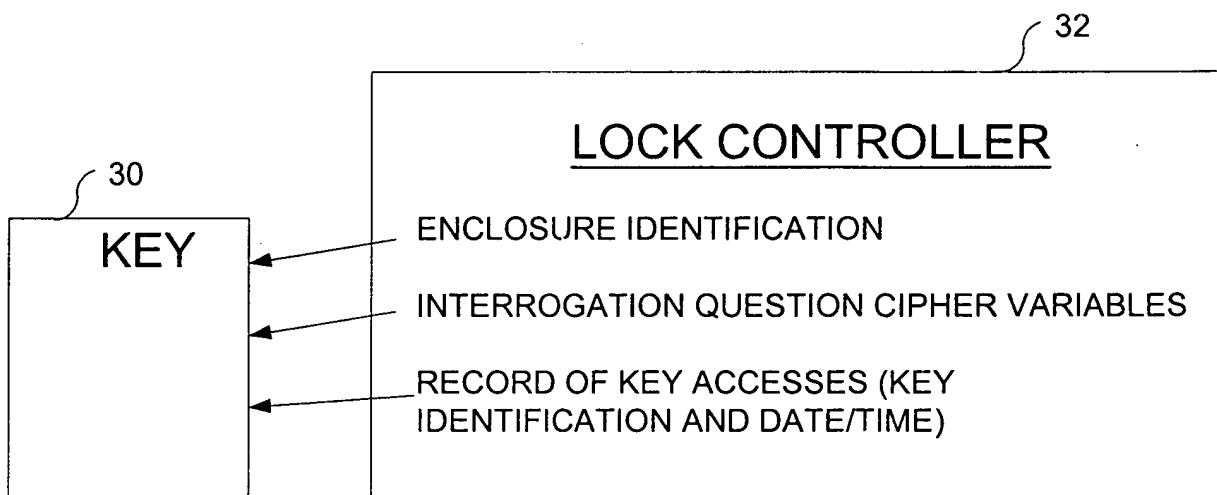 32
LOCK CONTROLLER
30
KEY
ENCLOSURE IDENTIFICATION
INTERROGATION QUESTION CIPHER VARIABLES
RECORD OF KEY ACCESSES (KEY
IDENTIFICATION AND DATE/TIME)